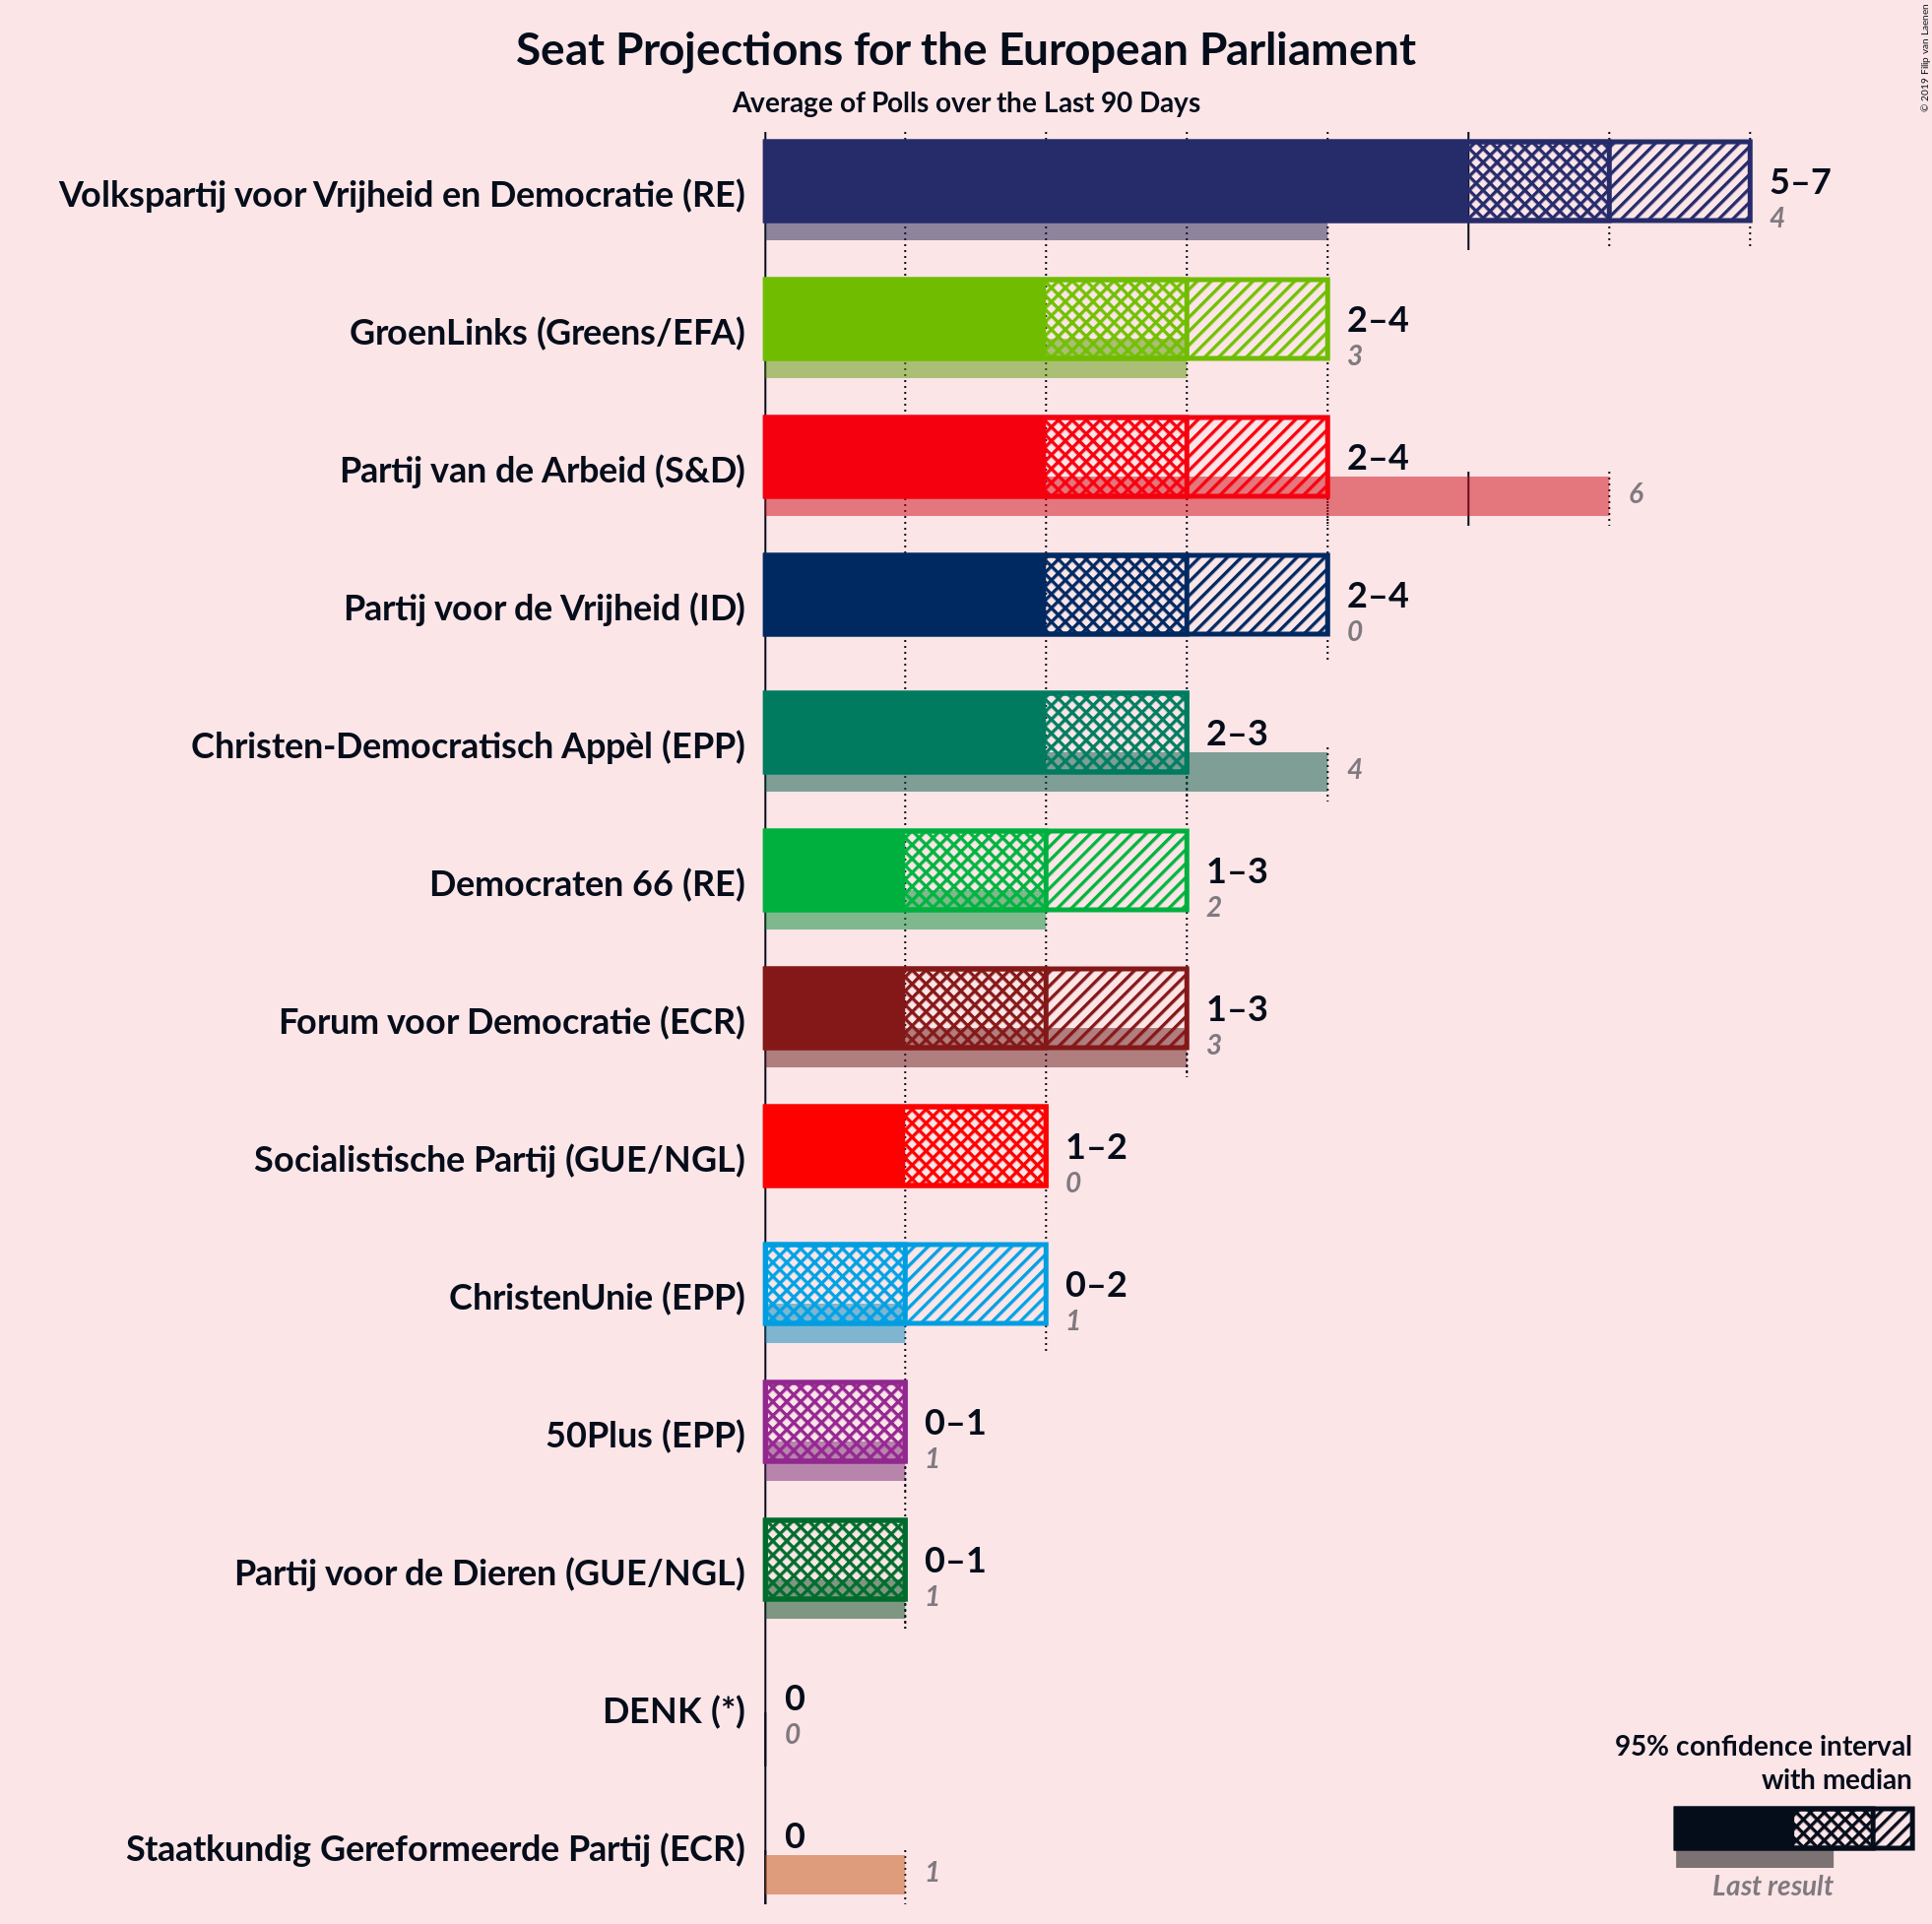 Seat Projections for the European Parliament
Average of Polls over the Last 90 Days
© 2019 Filip van Laenen
Volkspartij voor Vrijheid en Democratie (RE)
5–7
4
GroenLinks (Greens/EFA)
2–4
3
Partij van de Arbeid (S&D)
2–4
6
Partij voor de Vrijheid (ID)
2–4
0
Christen-Democratisch Appèl (EPP)
2–3
4
Democraten 66 (RE)
1–3
2
Forum voor Democratie (ECR)
1–3
3
Socialistische Partij (GUE/NGL)
1–2
0
ChristenUnie (EPP)
0–2
1
50Plus (EPP)
0–1
1
Partij voor de Dieren (GUE/NGL)
0–1
1
DENK (*)
0
0
Staatkundig Gereformeerde Partij (ECR)
0
1
95% confidence interval
with median
Last result